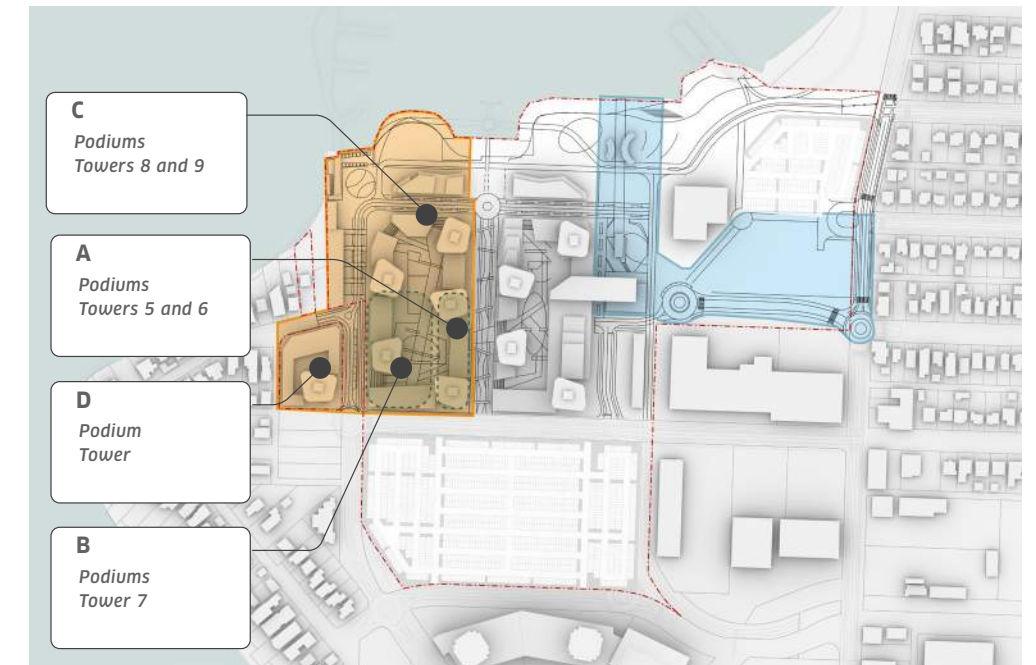 C
Podiums
Towers 8 and 9
A
Podiums
Towers 5 and 6
D
Podium
Tower
B
Podiums
Tower 7